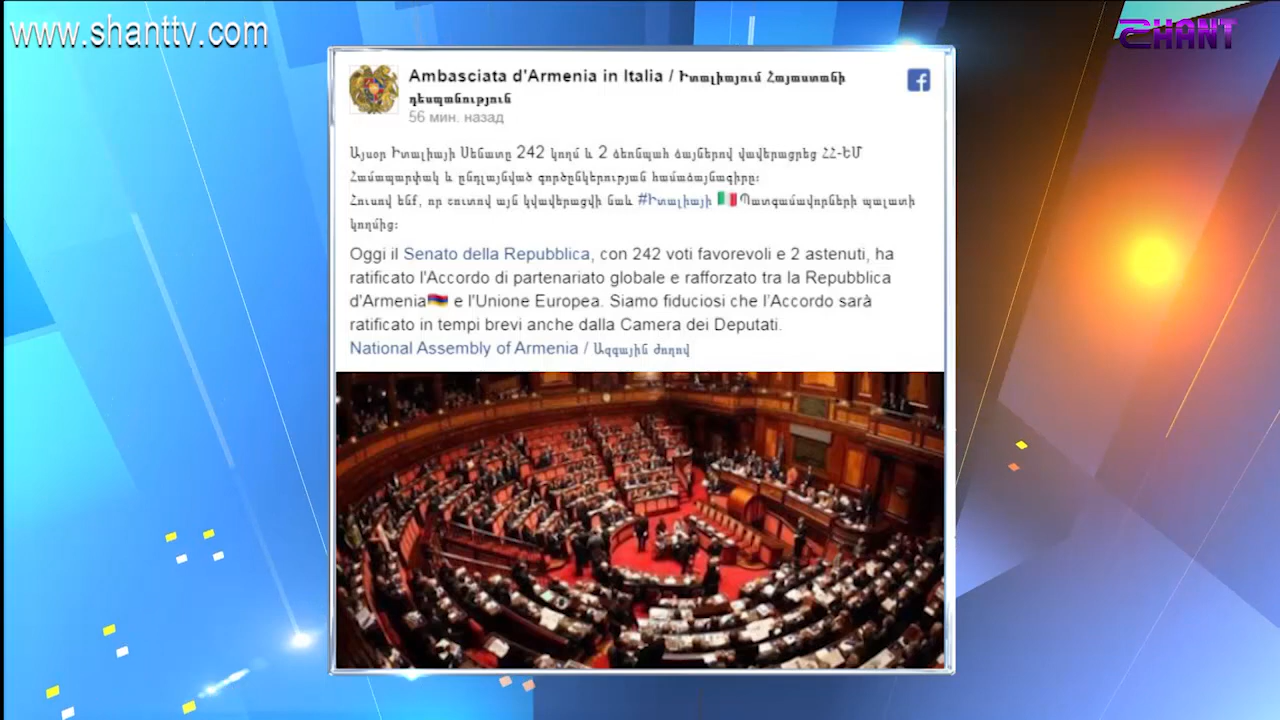 www.shanttv.com
SHANT
Ambasciata d'Armenia in Italia / Իտալիայում Հայաստանի
դեսպանություն
56 мин. назад
Այսօր Իտալիայի Սենատը 242 կողմ և 2 ձեռնպահ ձայներով վավերացրեց ՀՀ-ԵՄ
Համապարփակ և ընդլայնված գործընկերության համաձայնագիրը։
Հուսով ենք, որ շուտով այն կվավերացվի նաև #Իտալիայի Պատգամավորների պալատի
կողմից։
Oggi il Senato della Repubblica, con 242 voti favorevoli e 2 astenuti, ha
ratificato l'Accordo di partenariato globale e rafforzato tra la Repubblica
d'Armenia e l'Unione Europea. Siamo fiduciosi che l'Accordo sarà
ratificato in tempi brevi anche dalla Camera dei Deputati.
National Assembly of Armenia / Ազգային ժողով